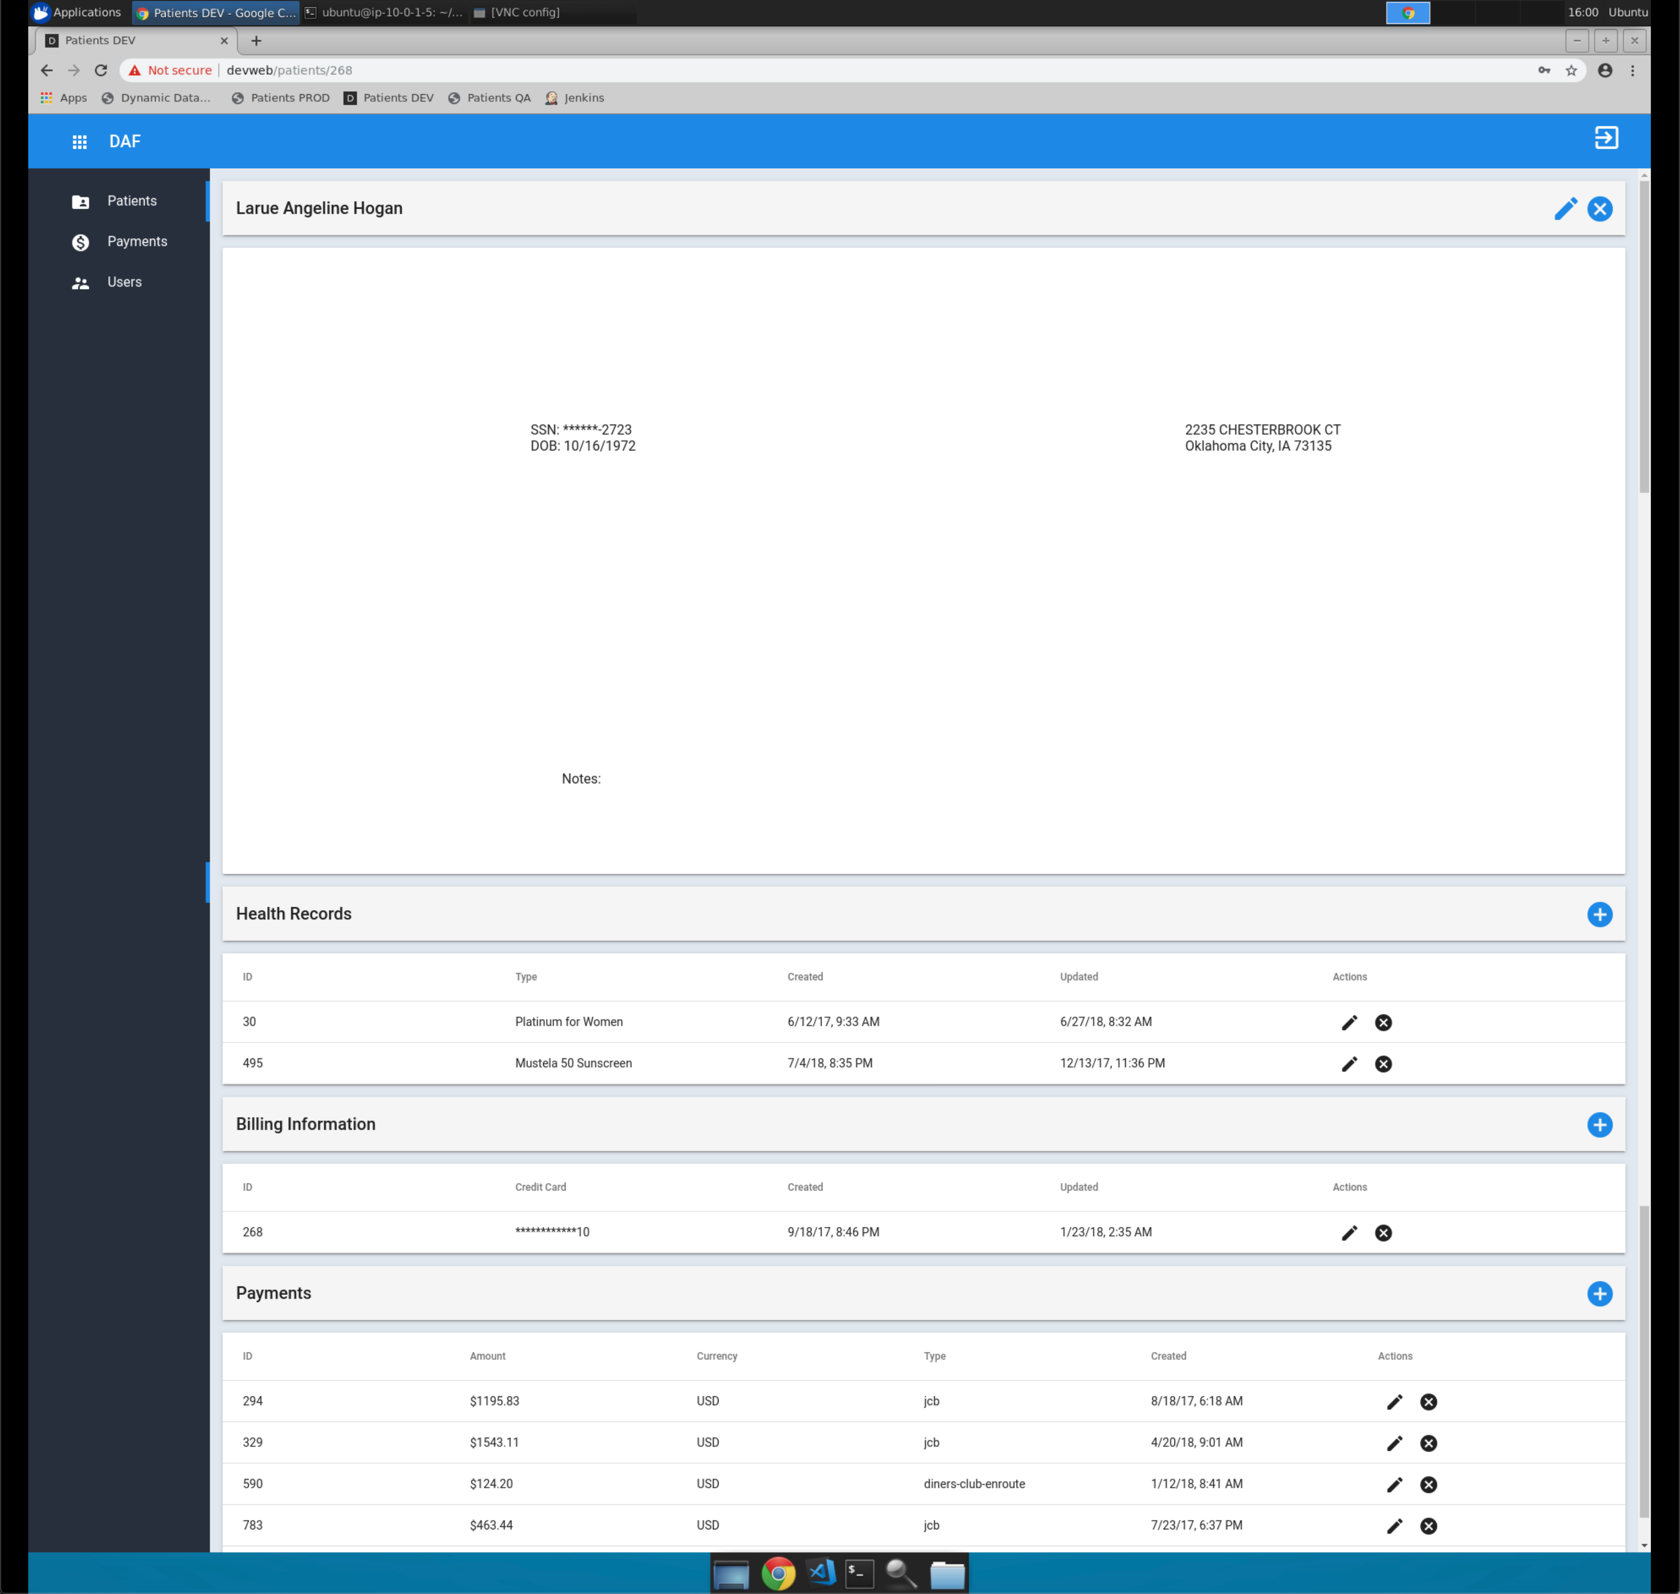 Applications Patients DEV - Google C... ubuntu@ip-10-0-1-5: ~/... [VNC config] 16:00 Ubuntu
D Patients DEV
Not secure devweb/patients/268
Apps Dynamic Data... Patients PROD D Patients DEV Patients QA Jenkins
DAF
Patients
Payments
Users
Larue Angeline Hogan
SSN: ******-2723
DOB: 10/16/1972
2235 CHESTERBROOK CT
Oklahoma City, IA 73135
Notes:
Health Records
ID Type Created Updated Actions
30 Platinum for Women 6/12/17, 9:33 AM 6/27/18, 8:32 AM
495 Mustela 50 Sunscreen 7/4/18, 8:35 PM 12/13/17, 11:36 PM
Billing Information
ID Credit Card Created Updated Actions
268 ************10 9/18/17, 8:46 PM 1/23/18, 2:35 AM
Payments
ID Amount Currency Type Created Actions
294 $1195.83 USD jcb 8/18/17, 6:18 AM
329 $1543.11 USD jcb 4/20/18, 9:01 AM
590 $124.20 USD diners-club-enroute 1/12/18, 8:41 AM
783 $463.44 USD jcb 7/23/17, 6:37 PM